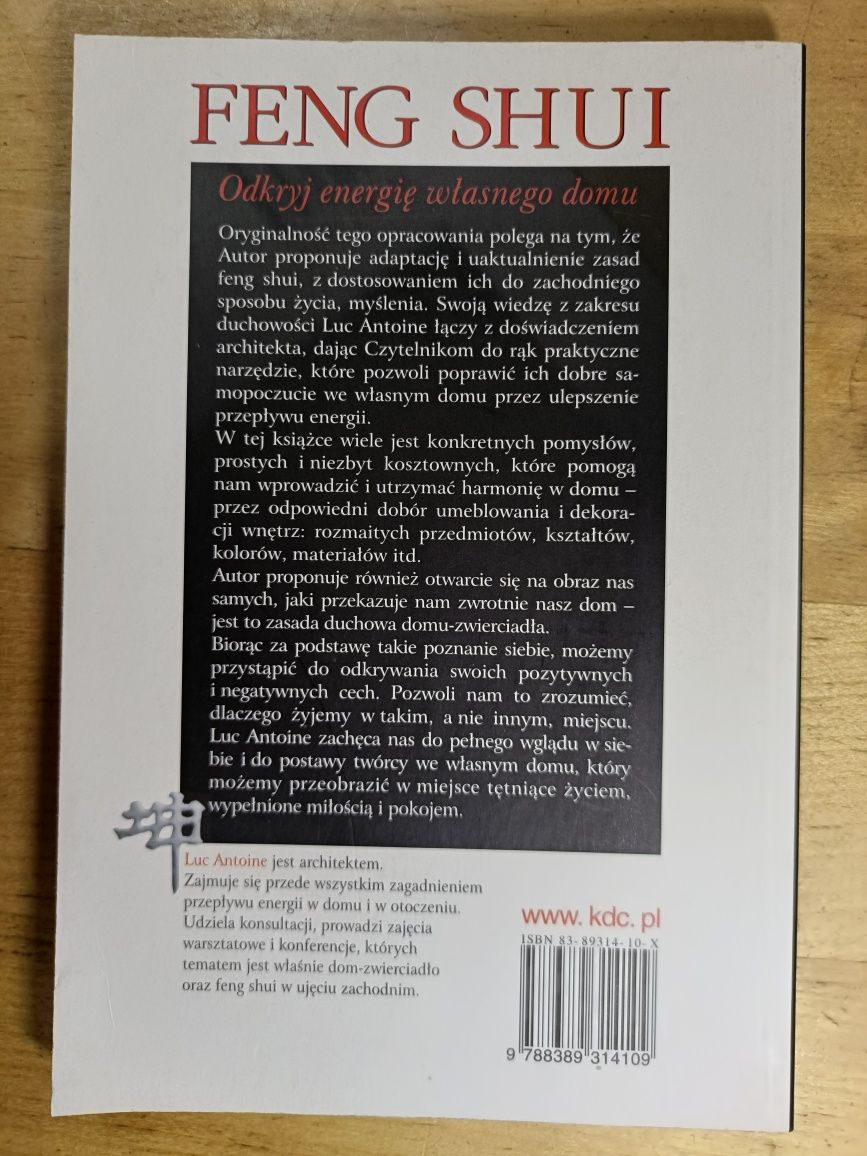 FENG SHUI
Odkryj energię własnego domu
Oryginalność tego opracowania polega na tym, że
Autor proponuje adaptację i uaktualnienie zasad
feng shui, z dostosowaniem ich do zachodniego
sposobu życia, myślenia. Swoją wiedzę z zakresu
duchowości Luc Antoine łączy z doświadczeniem
architekta, dając Czytelnikom do rąk praktyczne
narzędzie, które pozwoli poprawić ich dobre sa-
mopoczucie we własnym domu przez ulepszenie
przepływu energii.
W tej książce wiele jest konkretnych pomysłów,
prostych i niezbyt kosztownych, które pomogą
nam wprowadzić i utrzymać harmonię w domu –
przez odpowiedni dobór umeblowania i dekora-
cji wnętrz: rozmaitych przedmiotów, kształtów,
kolorów, materiałów itd.
Autor proponuje również otwarcie się na obraz nas
samych, jaki przekazuje nam zwrotnie nasz dom –
jest to zasada duchowa domu-zwierciadła.
Biorąc za podstawę takie poznanie siebie, możemy
przystąpić do odkrywania swoich pozytywnych
i negatywnych cech. Pozwoli nam to zrozumieć,
dlaczego żyjemy w takim, a nie innym, miejscu.
Luc Antoine zachęca nas do pełnego wglądu w sie-
bie i do postawy twórcy we własnym domu, który
możemy przeobrazić w miejsce tętniące życiem,
wypełnione miłością i pokojem.
坤
Luc Antoine jest architektem.
Zajmuje się przede wszystkim zagadnieniem
przepływu energii w domu i w otoczeniu.
Udziela konsultacji, prowadzi zajęcia
warsztatowe i konferencje, których
tematem jest właśnie dom-zwierciadło
oraz feng shui w ujęciu zachodnim.
www. kdc. pl
ISBN 83-89314-10-X
9 788389 314109